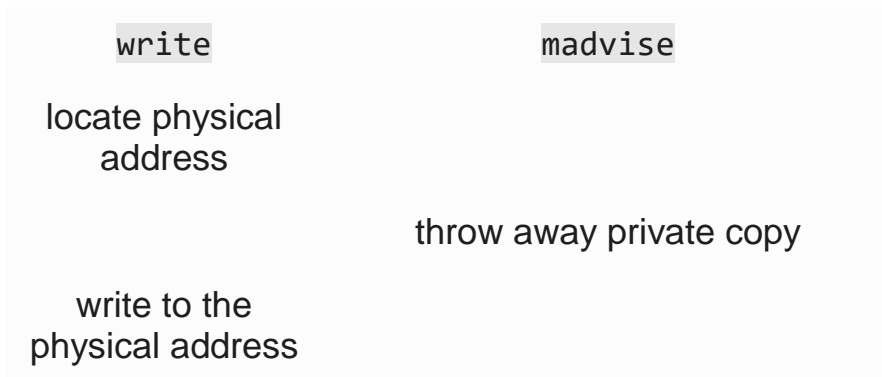 write madvise
locate physical
address
throw away private copy
write to the
physical address